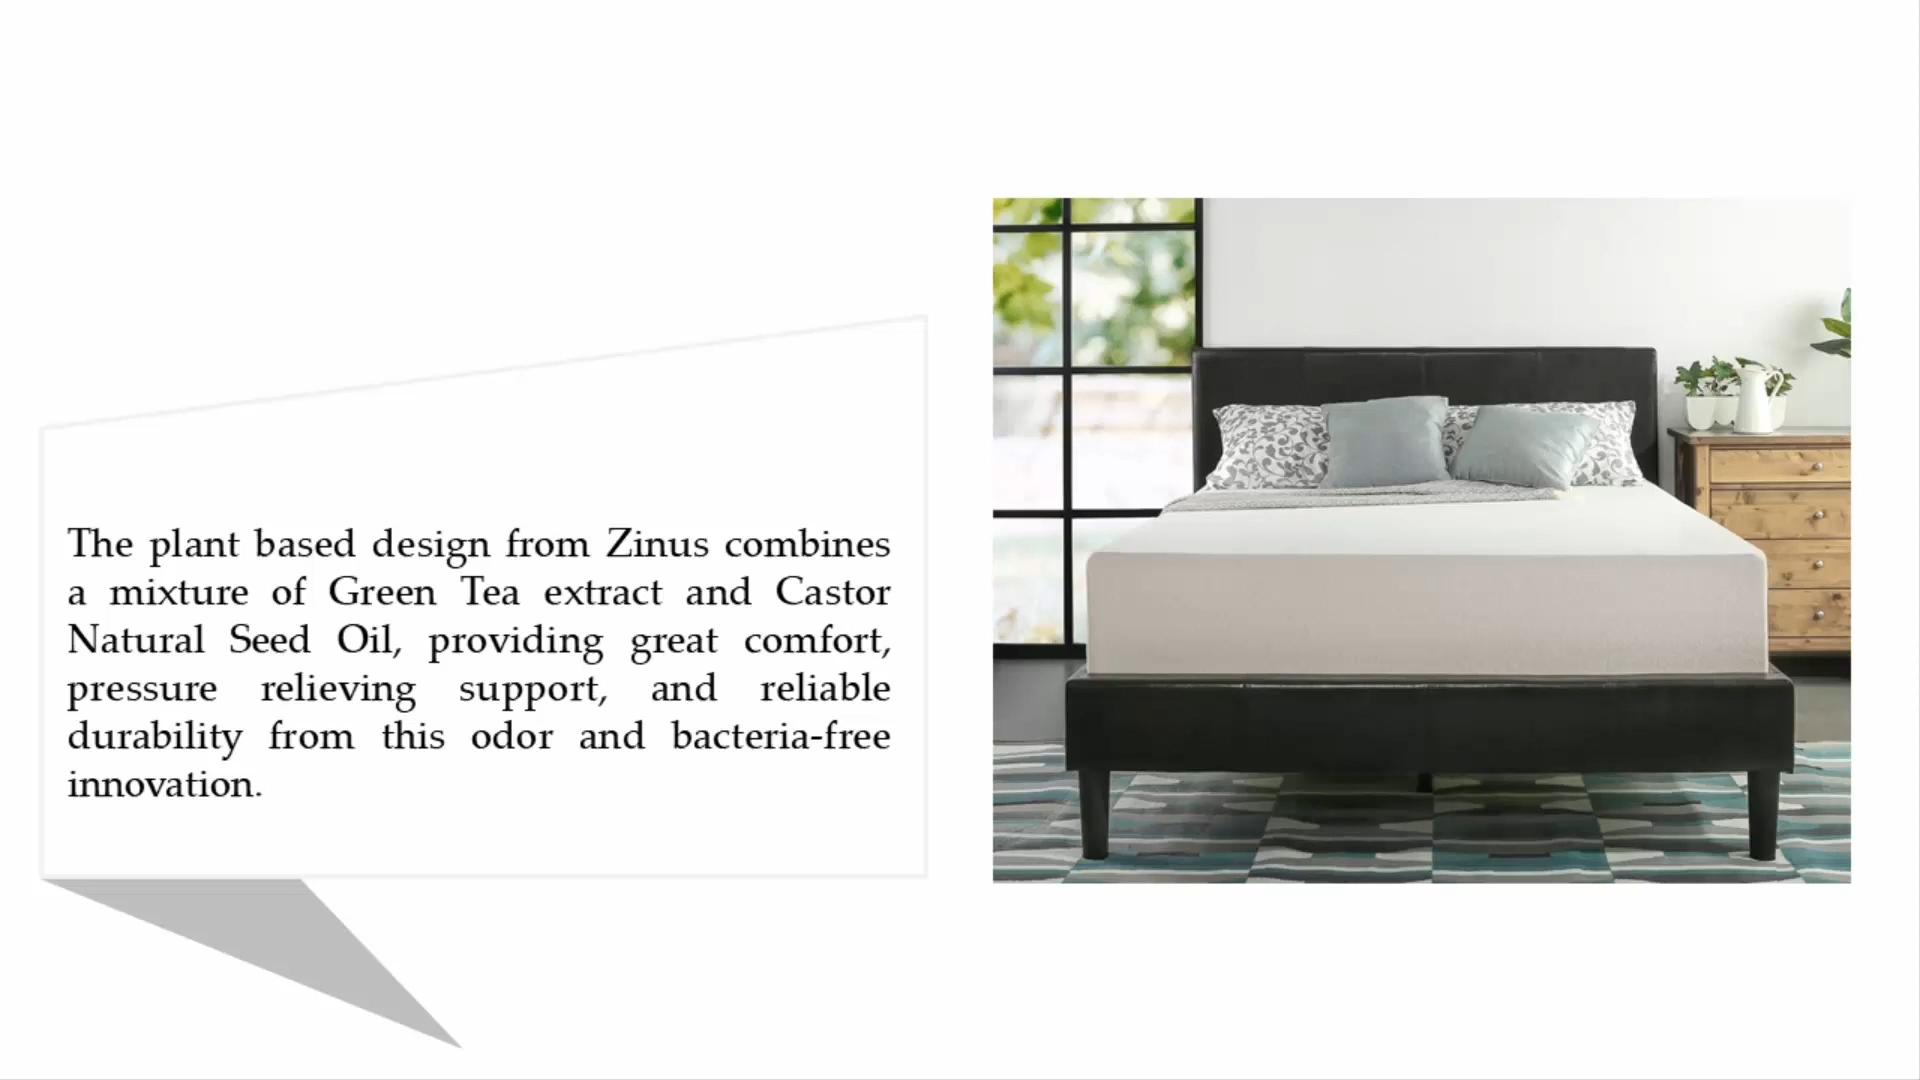 The plant based design from Zinus combines
a mixture of Green Tea extract and Castor
Natural Seed Oil, providing great comfort,
pressure relieving support, and reliable
durability from this odor and bacteria-free
innovation.